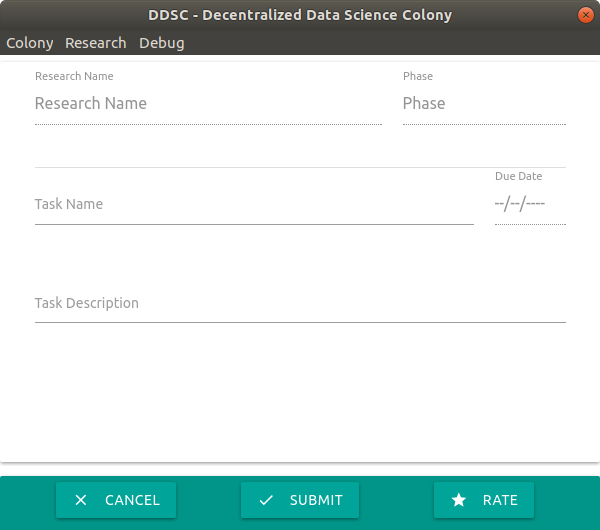 DDSC - Decentralized Data Science Colony
Colony Research Debug
Research Name Phase
Research Name Phase
Due Date
Task Name --/--/----
Task Description
CANCEL SUBMIT RATE